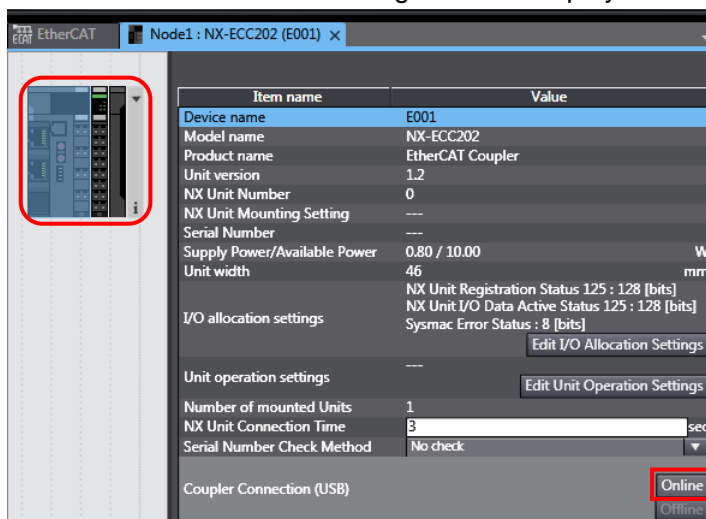 EtherCAT
Node1 : NX-ECC202 (E001) ×
Item name Value
Device name E001
Model name NX-ECC202
Product name EtherCAT Coupler
Unit version 1.2
NX Unit Number 0
NX Unit Mounting Setting ---
Serial Number ---
Supply Power/Available Power 0.80 / 10.00 W
Unit width 46 mm
I/O allocation settings
NX Unit Registration Status 125 : 128 [bits]
NX Unit I/O Data Active Status 125 : 128 [bits]
Sysmac Error Status : 8 [bits]
Edit I/O Allocation Settings
Unit operation settings ---
Edit Unit Operation Settings
Number of mounted Units 1
NX Unit Connection Time 3 sec
Serial Number Check Method No check
Coupler Connection (USB) Online
Offline